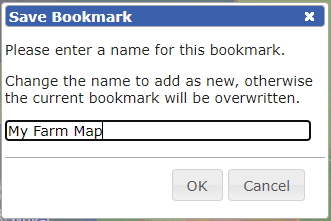 Save Bookmark
Please enter a name for this bookmark.
Change the name to add as new, otherwise
the current bookmark will be overwritten.
My Farm Map
OK
Cancel